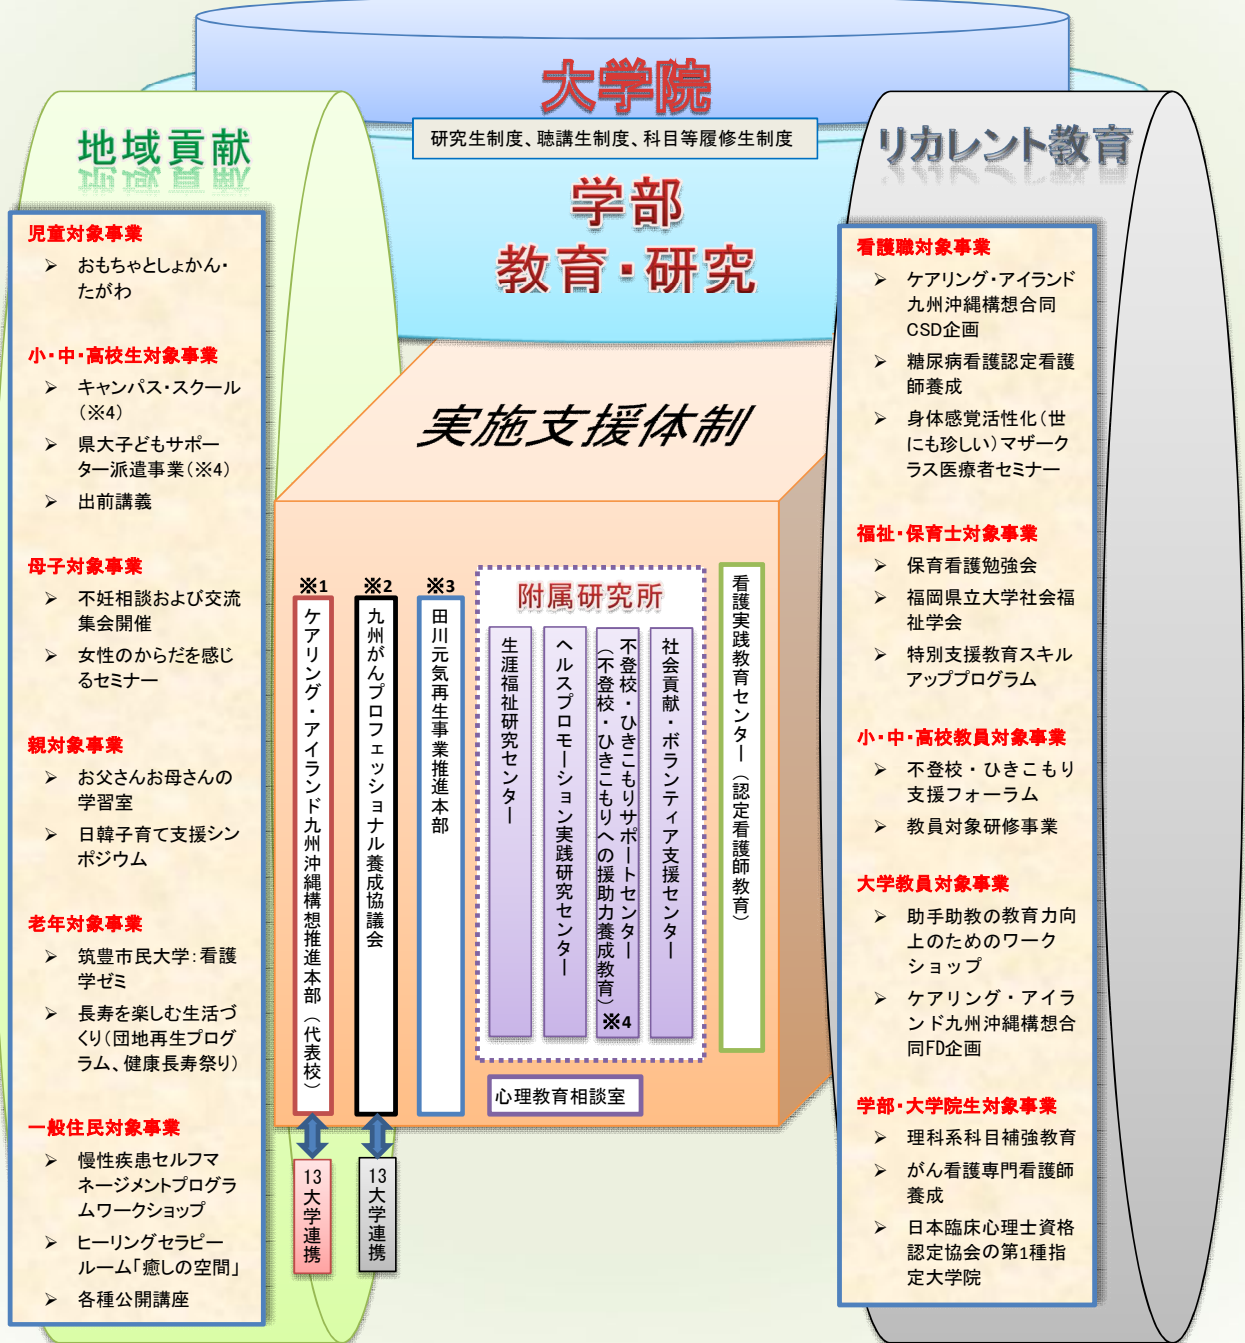 大学院
研究生制度、聴講生制度、科目等履修生制度
学部
教育・研究
地域貢献
児童対象事業
➢ おもちゃとしょかん・
たがわ
小・中・高校生対象事業
➢ キャンパス・スクール
（※4）
➢ 県大子どもサポー
ター派遣事業（※4）
➢ 出前講義
母子対象事業
➢ 不妊相談および交流
集会開催
➢ 女性のからだを感じ
るセミナー
親対象事業
➢ お父さんお母さんの
学習室
➢ 日韓子育て支援シン
ポジウム
老年対象事業
➢ 筑豊市民大学：看護
学ゼミ
➢ 長寿を楽しむ生活づ
くり（団地再生プログ
ラム、健康長寿祭り）
一般住民対象事業
➢ 慢性疾患セルフマ
ネージメントプログラ
ムワークショップ
➢ ヒーリングセラピー
ルーム「癒しの空間」
➢ 各種公開講座
実施支援体制
※1
ケアリング・アイランド九州沖縄構想推進本部（代表校）
13大学連携
※2
九州がんプロフェッショナル養成協議会
13大学連携
※3
田川元気再生事業推進本部
附属研究所
生涯福祉研究センター
ヘルスプロモーション実践研究センター
不登校・ひきこもりサポートセンター
（不登校・ひきこもりへの援助力養成教育）※4
社会貢献・ボランティア支援センター
心理教育相談室
看護実践教育センター（認定看護師教育）
リカレント教育
看護職対象事業
➢ ケアリング・アイランド
九州沖縄構想合同
CSD企画
➢ 糖尿病看護認定看護
師養成
➢ 身体感覚活性化（世
にも珍しい）マザーク
ラス医療者セミナー
福祉・保育士対象事業
➢ 保育看護勉強会
➢ 福岡県立大学社会福
祉学会
➢ 特別支援教育スキル
アッププログラム
小・中・高校教員対象事業
➢ 不登校・ひきこもり
支援フォーラム
➢ 教員対象研修事業
大学教員対象事業
➢ 助手助教の教育力向
上のためのワーク
ショップ
➢ ケアリング・アイラ
ンド九州沖縄構想合
同FD企画
学部・大学院生対象事業
➢ 理科系科目補強教育
➢ がん看護専門看護師
養成
➢ 日本臨床心理士資格
認定協会の第1種指
定大学院